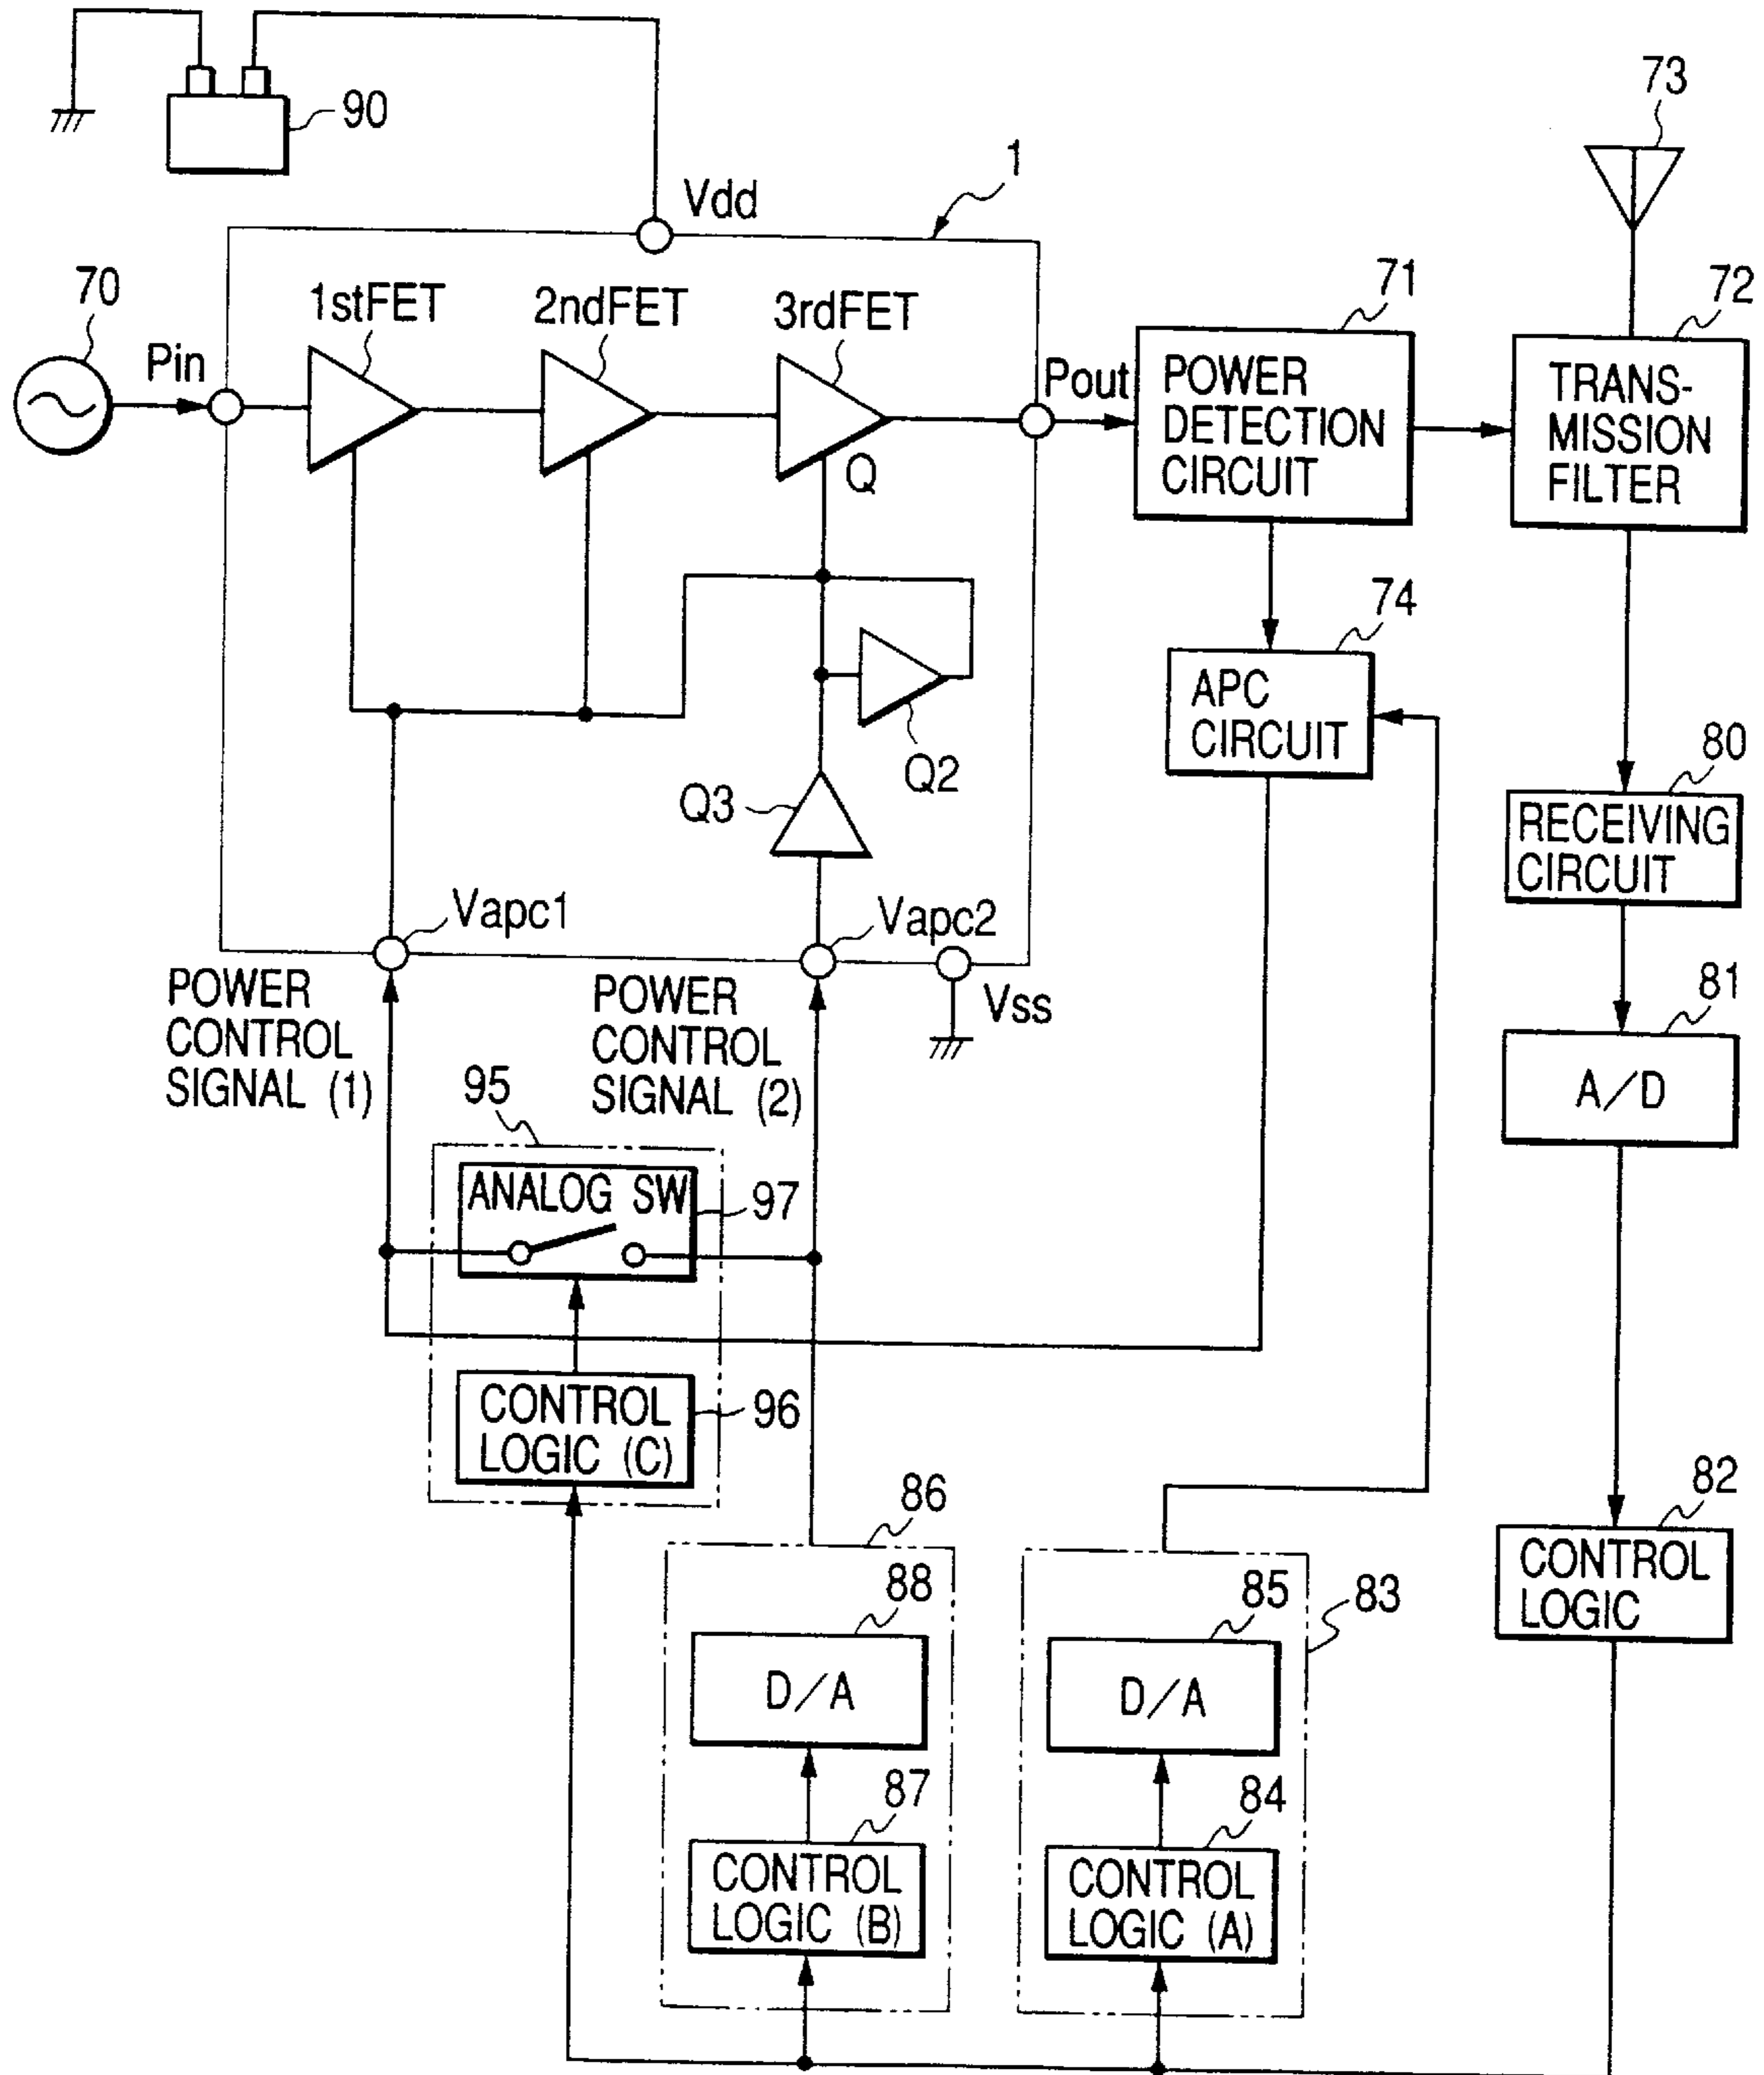 90
73
1
Vdd
70
Pin
1stFET
2ndFET
3rdFET
Q
Pout
71
POWER
DETECTION
CIRCUIT
72
TRANS-
MISSION
FILTER
74
APC
CIRCUIT
Q2
Q3
80
RECEIVING
CIRCUIT
Vapc1
Vapc2
Vss
POWER
CONTROL
SIGNAL (1)
POWER
CONTROL
SIGNAL (2)
81
A/D
95
ANALOG SW
97
CONTROL
LOGIC (C)
96
82
CONTROL
LOGIC
86
88
D/A
87
CONTROL
LOGIC (B)
85
83
D/A
84
CONTROL
LOGIC (A)